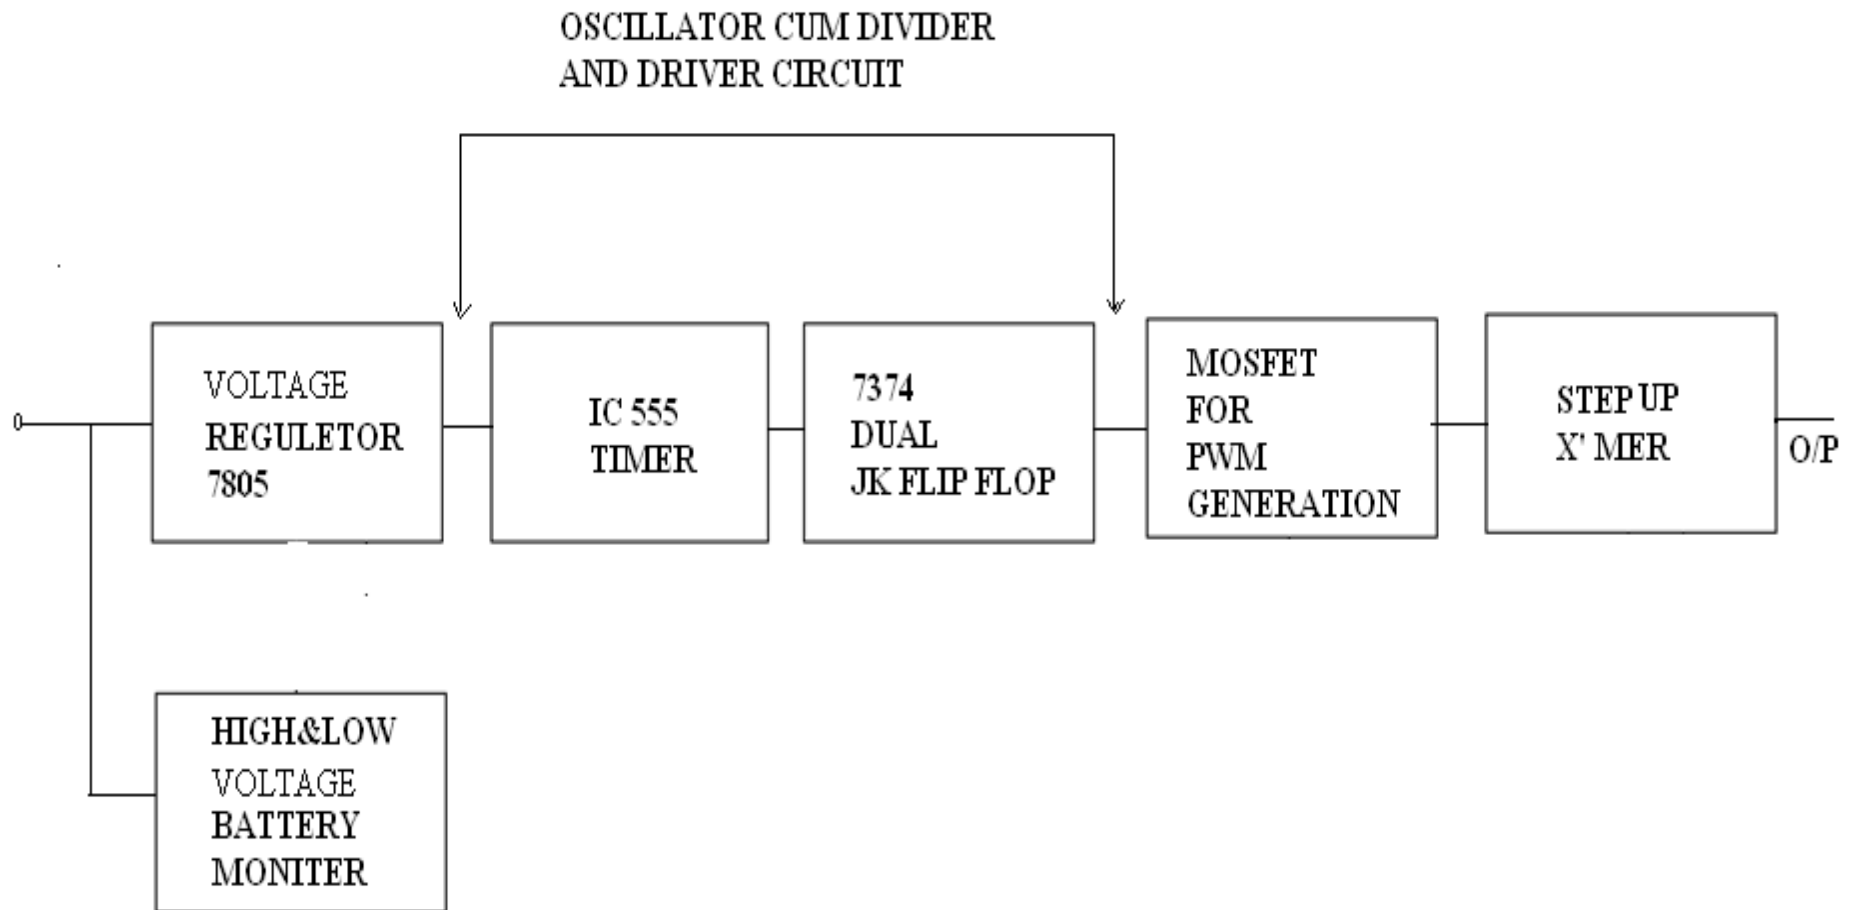 OSCILLATOR CUM DIVIDER
AND DRIVER CIRCUIT
0
VOLTAGE
REGULETOR
7805
IC 555
TIMER
7374
DUAL
JK FLIP FLOP
MOSFET
FOR
PWM
GENERATION
STEP UP
X' MER
O/P
HIGH&LOW
VOLTAGE
BATTERY
MONITER